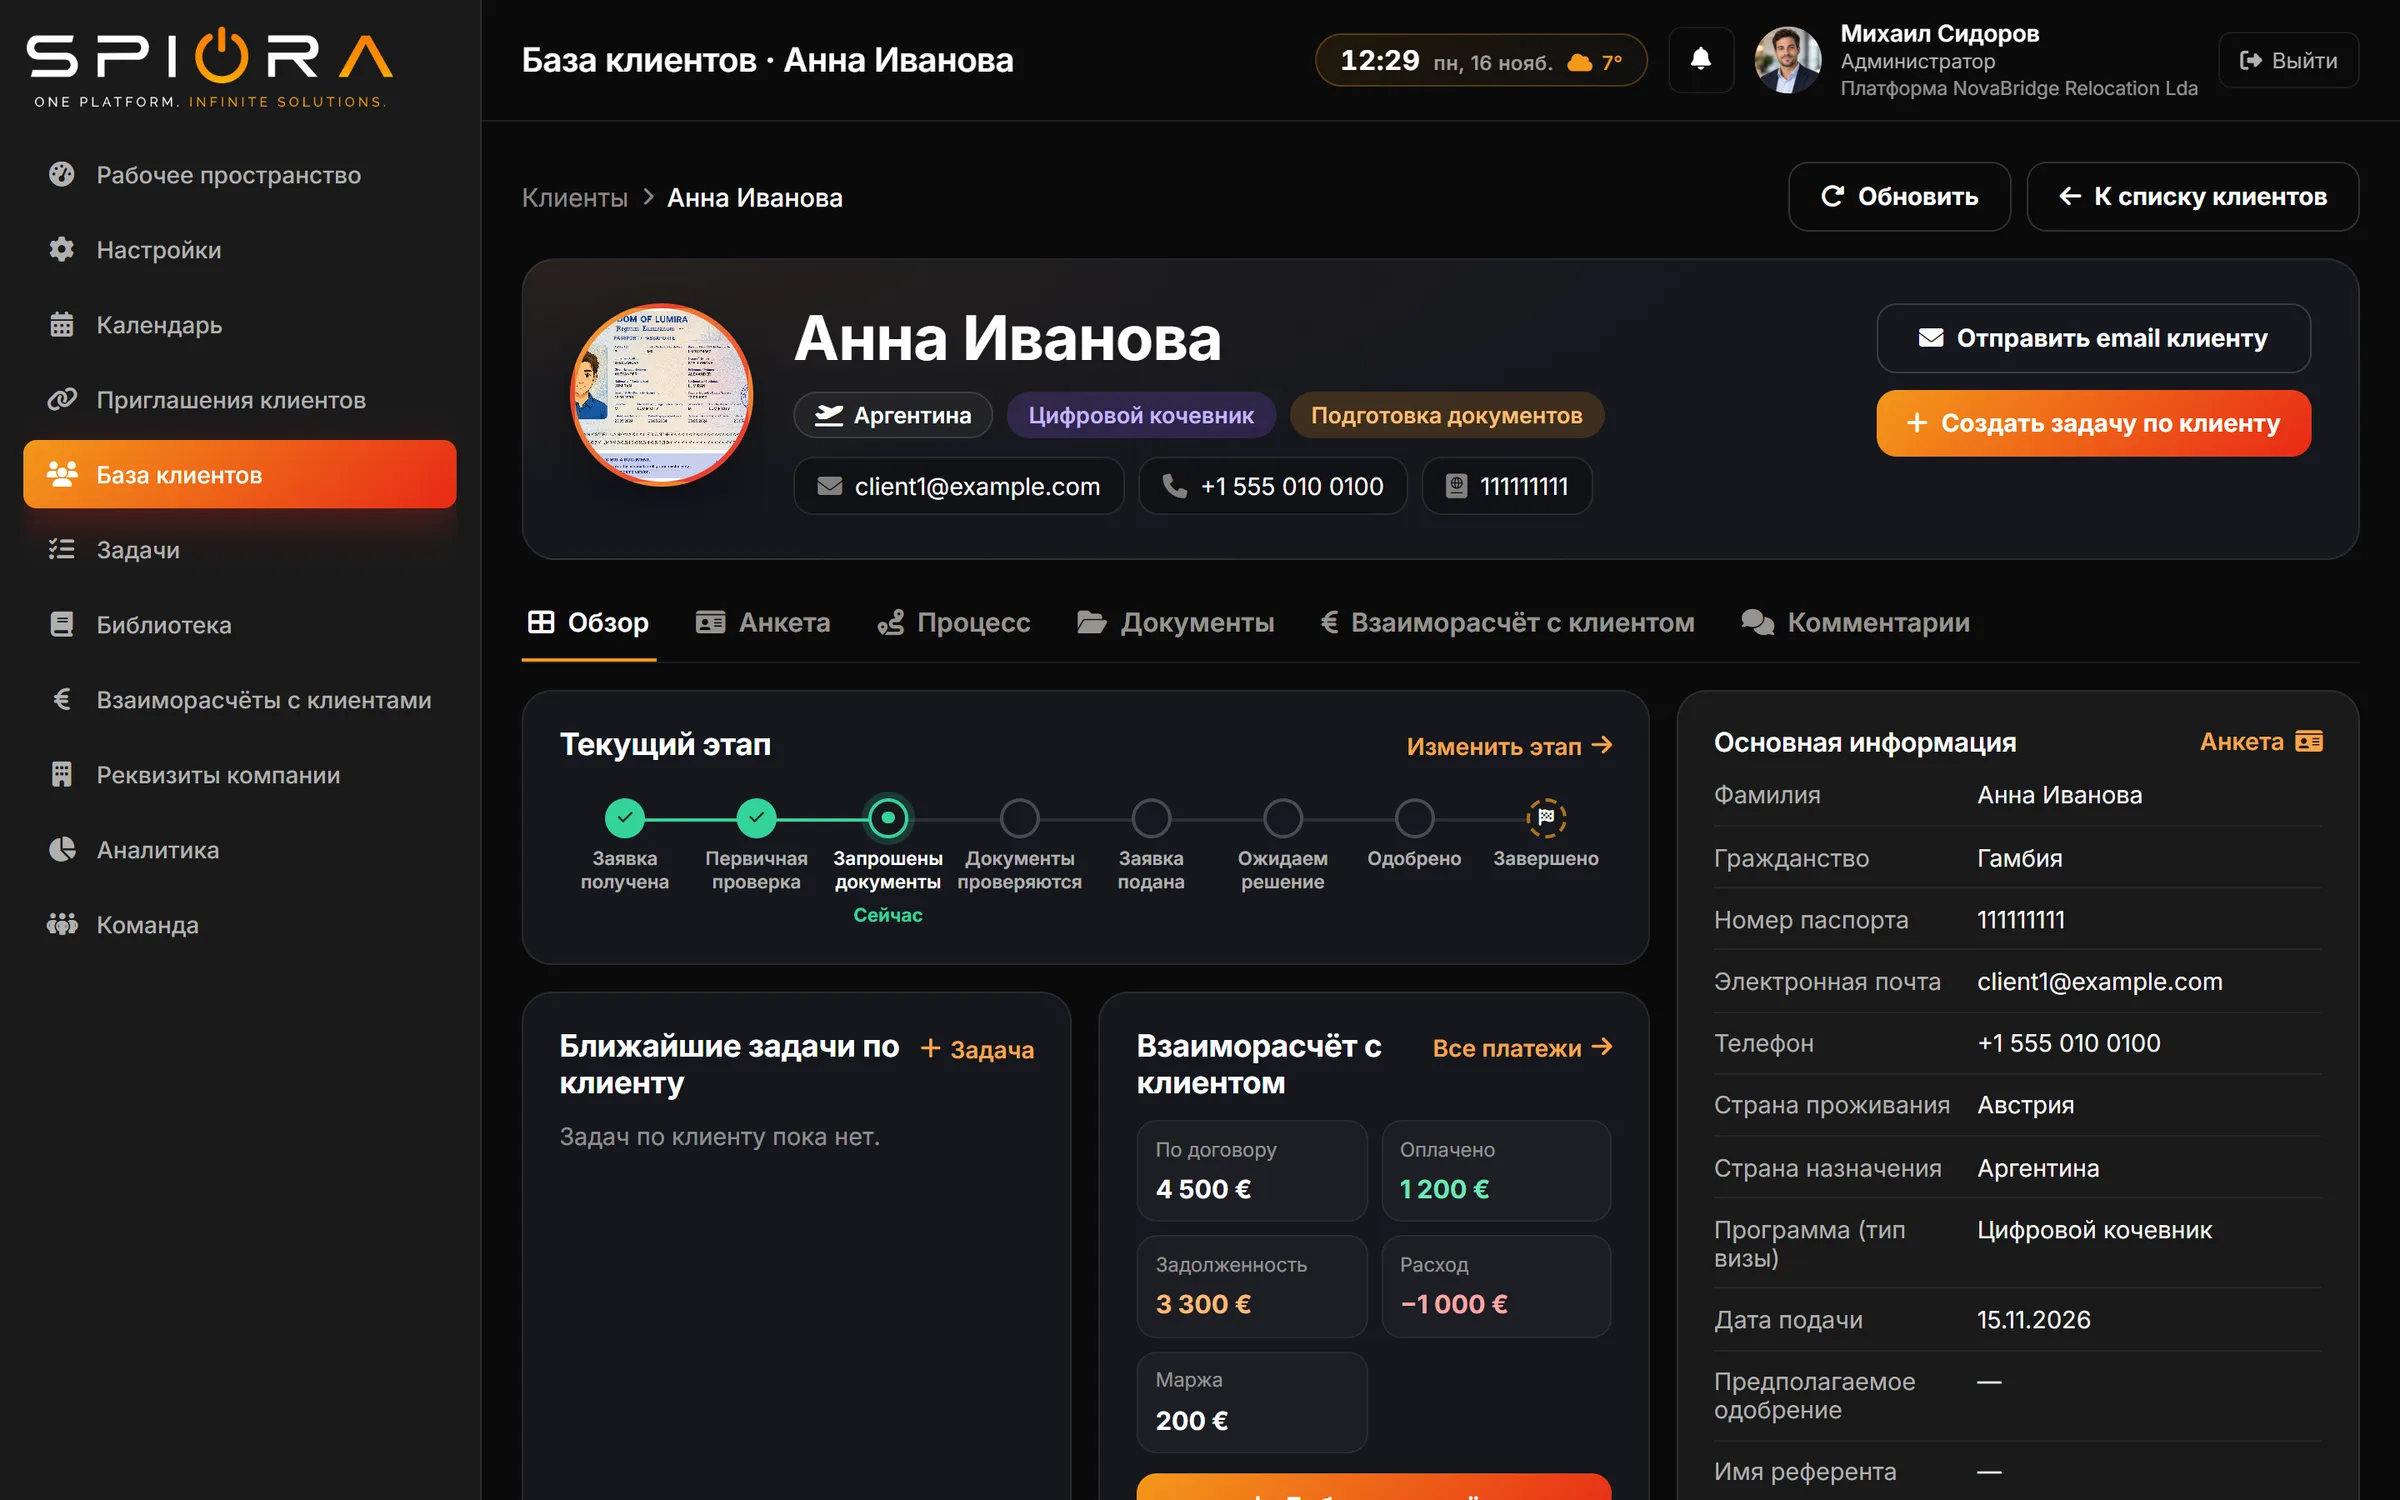 SPIORA
ONE PLATFORM. INFINITE SOLUTIONS.
Рабочее пространство
Настройки
Календарь
Приглашения клиентов
База клиентов
Задачи
Библиотека
Взаиморасчёты с клиентами
Реквизиты компании
Аналитика
Команда
База клиентов · Анна Иванова
12:29 пн, 16 нояб. 7°
Михаил Сидоров
Администратор
Платформа NovaBridge Relocation Lda
Выйти
Клиенты > Анна Иванова
Обновить
К списку клиентов
DOM OF LUMIRA
Анна Иванова
Аргентина
Цифровой кочевник
Подготовка документов
client1@example.com
+1 555 010 0100
111111111
Отправить email клиенту
+ Создать задачу по клиенту
Обзор
Анкета
Процесс
Документы
€ Взаиморасчёт с клиентом
Комментарии
Текущий этап
Изменить этап →
Заявка
получена
Первичная
проверка
Запрошены
документы
Сейчас
Документы
проверяются
Заявка
подана
Ожидаем
решение
Одобрено
Завершено
Ближайшие задачи по
клиенту
+ Задача
Задач по клиенту пока нет.
Взаиморасчёт с
клиентом
Все платежи →
По договору
4 500 €
Оплачено
1 200 €
Задолженность
3 300 €
Расход
−1 000 €
Маржа
200 €
Основная информация
Анкета
Фамилия Анна Иванова
Гражданство Гамбия
Номер паспорта 111111111
Электронная почта client1@example.com
Телефон +1 555 010 0100
Страна проживания Австрия
Страна назначения Аргентина
Программа (тип
визы) Цифровой кочевник
Дата подачи 15.11.2026
Предполагаемое
одобрение —
Имя референта —